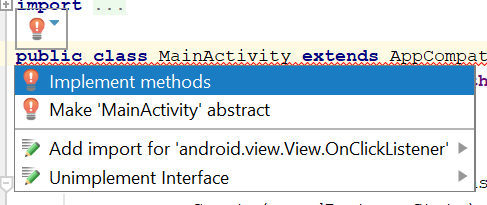 import ...
public class MainActivity extends AppCompat
Implement methods
Make 'MainActivity' abstract
Add import for 'android.view.View.OnClickListener'
Unimplement Interface